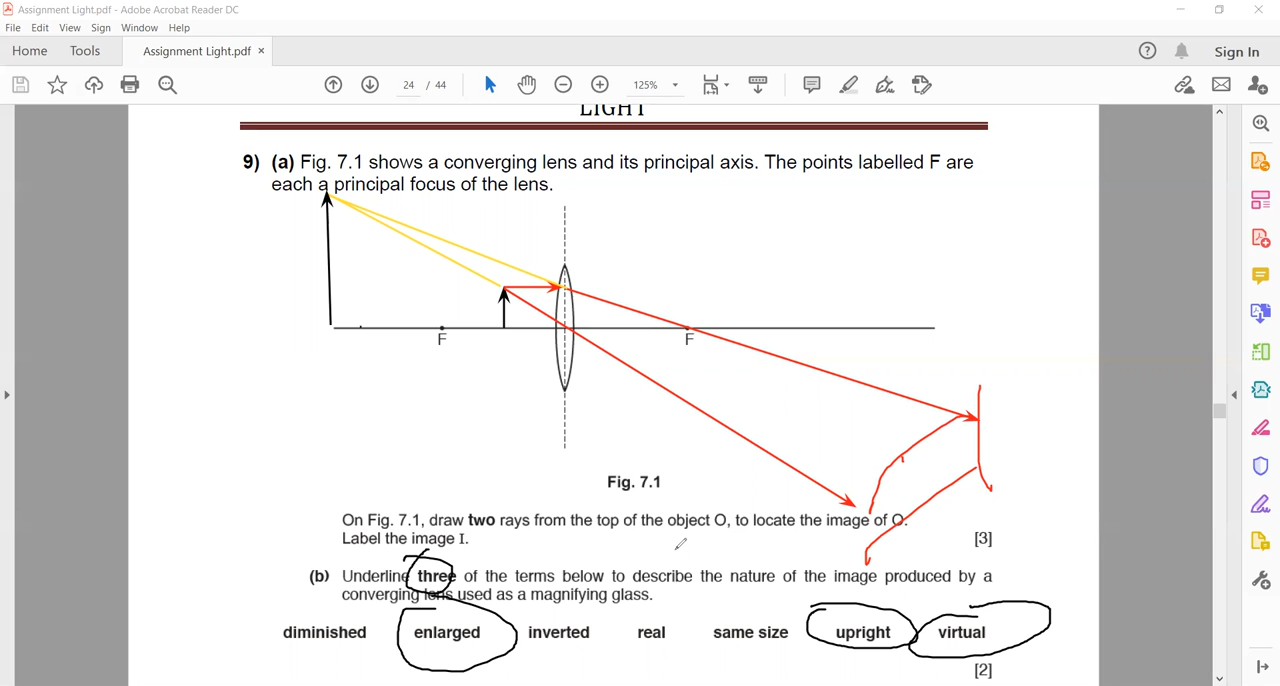 Assignment Light.pdf - Adobe Acrobat Reader DC
File Edit View Sign Window Help
Home Tools Assignment Light.pdf × Sign In
24 / 44 125%
LIGHT
9) (a) Fig. 7.1 shows a converging lens and its principal axis. The points labelled F are
each a principal focus of the lens.
F F
Fig. 7.1
On Fig. 7.1, draw two rays from the top of the object O, to locate the image of O.
Label the image I. [3]
(b) Underline three of the terms below to describe the nature of the image produced by a
converging lens used as a magnifying glass.
diminished enlarged inverted real same size upright virtual
[2]